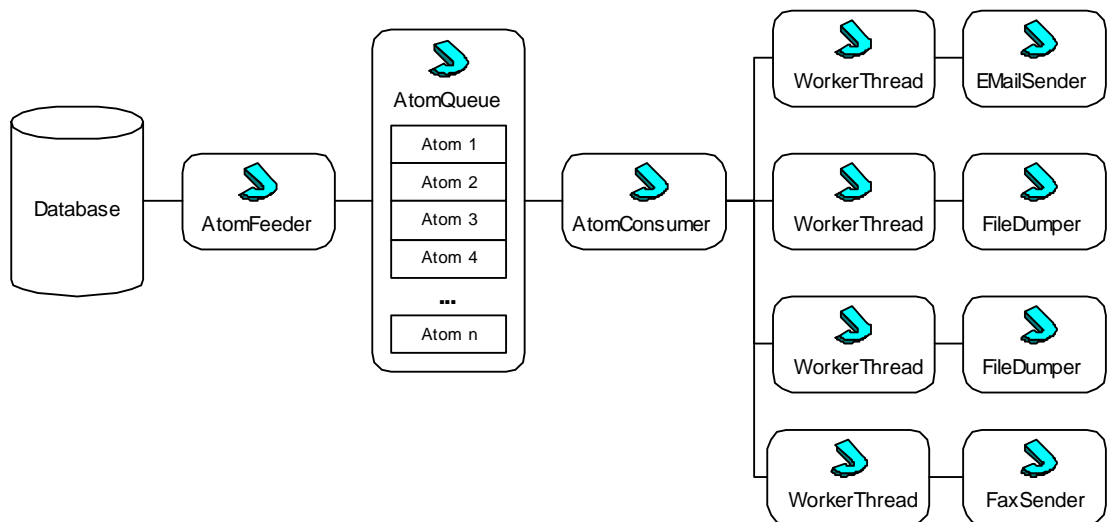 Database
AtomFeeder
AtomQueue
Atom 1
Atom 2
Atom 3
Atom 4
...
Atom n
AtomConsumer
WorkerThread
EMailSender
WorkerThread
FileDumper
WorkerThread
FileDumper
WorkerThread
FaxSender